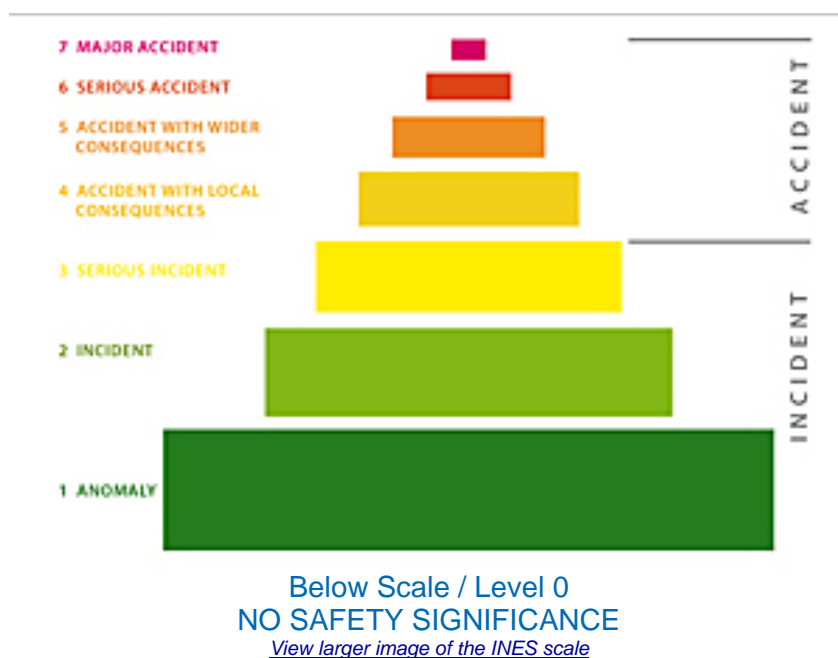 7 MAJOR ACCIDENT
6 SERIOUS ACCIDENT
5 ACCIDENT WITH WIDER
CONSEQUENCES
4 ACCIDENT WITH LOCAL
CONSEQUENCES
3 SERIOUS INCIDENT
2 INCIDENT
1 ANOMALY
ACCIDENT
INCIDENT
Below Scale / Level 0
NO SAFETY SIGNIFICANCE
View larger image of the INES scale